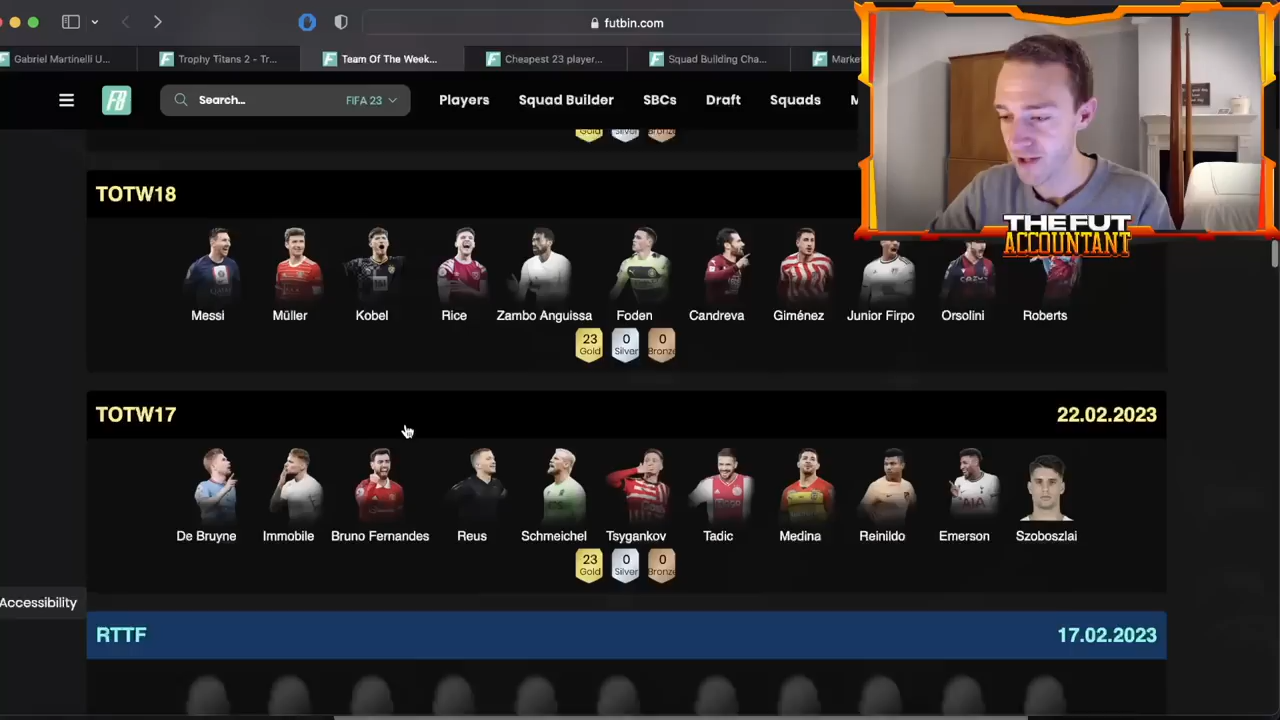 futbin.com
Gabriel Martinelli U...
Trophy Titans 2 - Tr...
Team Of The Week...
Cheapest 23 player...
Squad Building Cha...
Marke
FB
Search...
FIFA 23
Players
Squad Builder
SBCs
Draft
Squads
M
THE FUT
ACCOUNTANT
Gold
Silver
Bronze
TOTW18
Messi
Müller
Kobel
Rice
Zambo Anguissa
Foden
Candreva
Giménez
Junior Firpo
Orsolini
Roberts
23
Gold
0
Silver
0
Bronze
TOTW17
22.02.2023
De Bruyne
Immobile
Bruno Fernandes
Reus
Schmeichel
Tsygankov
Tadic
Medina
Reinildo
Emerson
Szoboszlai
23
Gold
0
Silver
0
Bronze
Accessibility
RTTF
17.02.2023